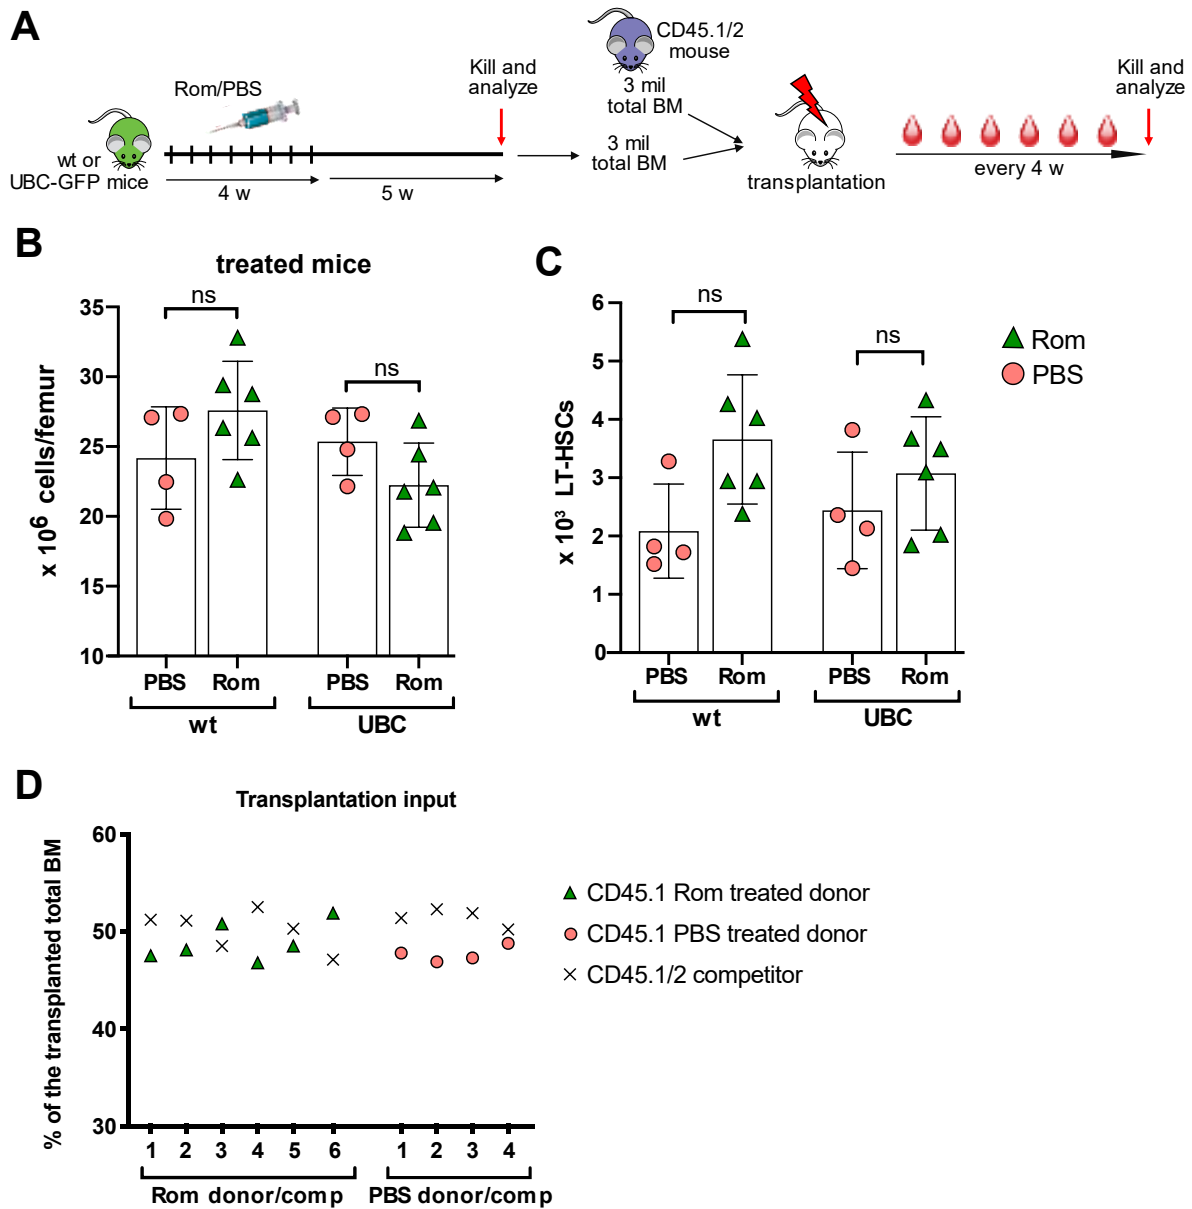 A
wt or
UBC-GFP mice
Rom/PBS
4 w
5 w
Kill and
analyze
CD45.1/2
mouse
3 mil
total BM
3 mil
total BM
transplantation
every 4 w
Kill and
analyze
B
treated mice
x 10⁶ cells/femur
35
30
25
20
15
10
ns
ns
PBS Rom PBS Rom
wt UBC
C
x 10³ LT-HSCs
6
5
4
3
2
1
0
ns
ns
PBS Rom PBS Rom
wt UBC
Rom
PBS
D
Transplantation input
% of the transplanted total BM
60
50
40
30
1 2 3 4 5 6 1 2 3 4
Rom donor/comp PBS donor/comp
CD45.1 Rom treated donor
CD45.1 PBS treated donor
CD45.1/2 competitor